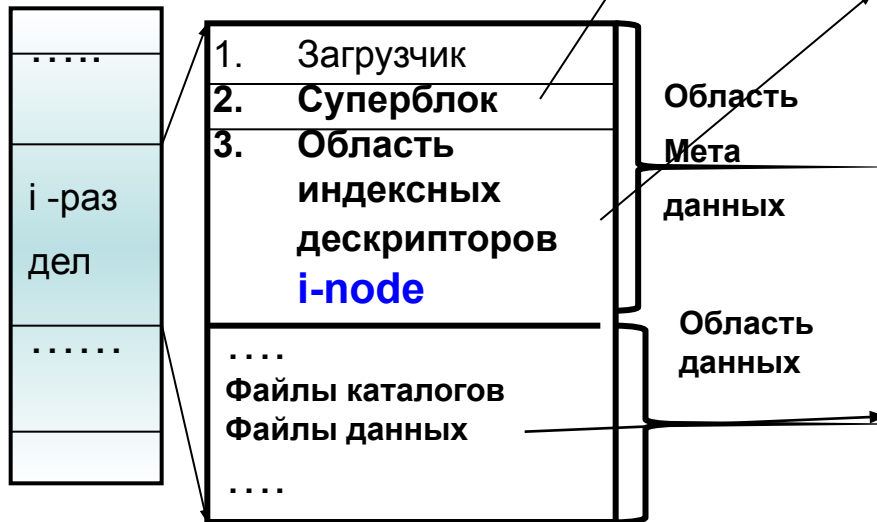 .....
i -раз
дел
......
1. Загрузчик
2. Суперблок
3. Область
индексных
дескрипторов
i-node
....
Файлы каталогов
Файлы данных
....
Область
Мета
данных
Область
данных